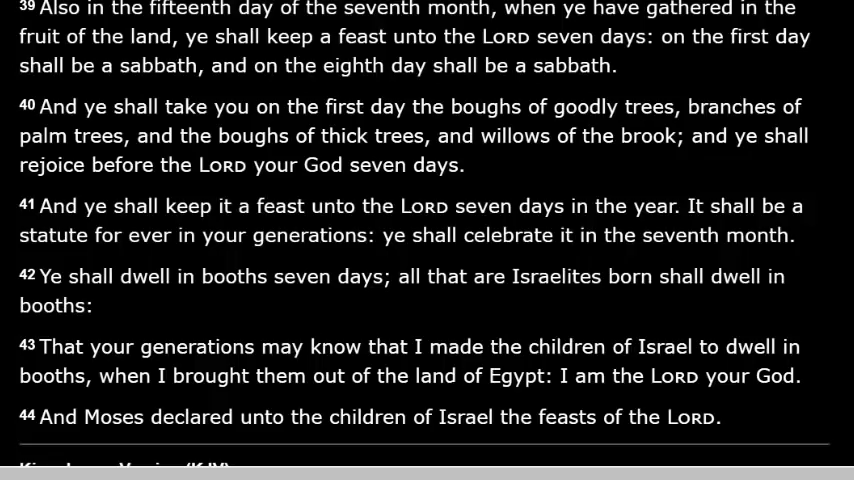 39 Also in the fifteenth day of the seventh month, when ye have gathered in the
fruit of the land, ye shall keep a feast unto the LORD seven days: on the first day
shall be a sabbath, and on the eighth day shall be a sabbath.
40 And ye shall take you on the first day the boughs of goodly trees, branches of
palm trees, and the boughs of thick trees, and willows of the brook; and ye shall
rejoice before the LORD your God seven days.
41 And ye shall keep it a feast unto the LORD seven days in the year. It shall be a
statute for ever in your generations: ye shall celebrate it in the seventh month.
42 Ye shall dwell in booths seven days; all that are Israelites born shall dwell in
booths:
43 That your generations may know that I made the children of Israel to dwell in
booths, when I brought them out of the land of Egypt: I am the LORD your God.
44 And Moses declared unto the children of Israel the feasts of the LORD.